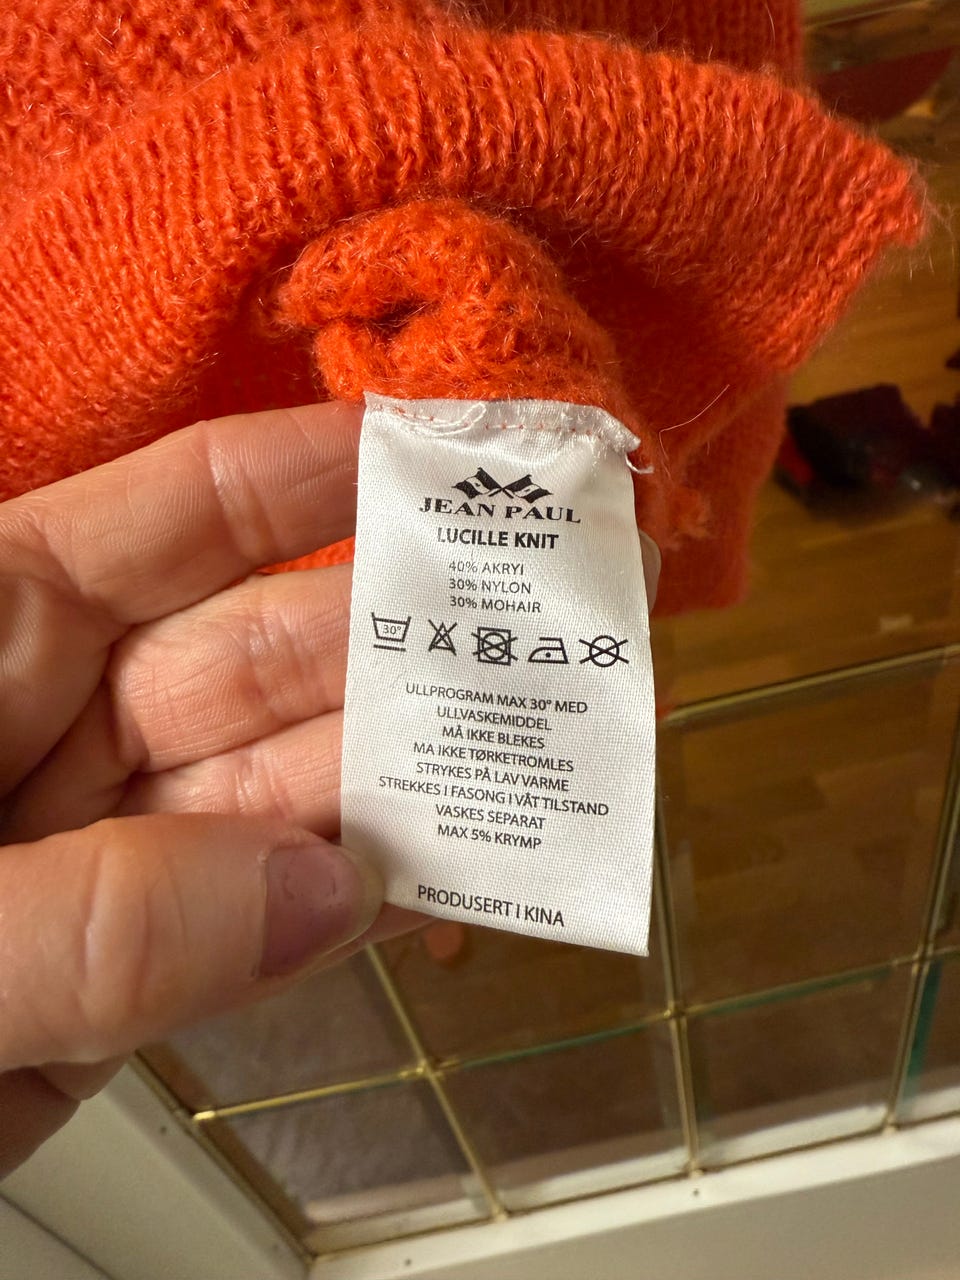 JEAN PAUL
LUCILLE KNIT
40% AKRYl
30% NYLON
30% MOHAIR
30°
ULLPROGRAM MAX 30° MED
ULLVASKEMIDDEL
MÅ IKKE BLEKES
MA IKKE TØRKETROMLES
STRYKES PÅ LAV VARME
STREKKES I FASONG I VÅT TILSTAND
VASKES SEPARAT
MAX 5% KRYMP
PRODUSERT I KINA